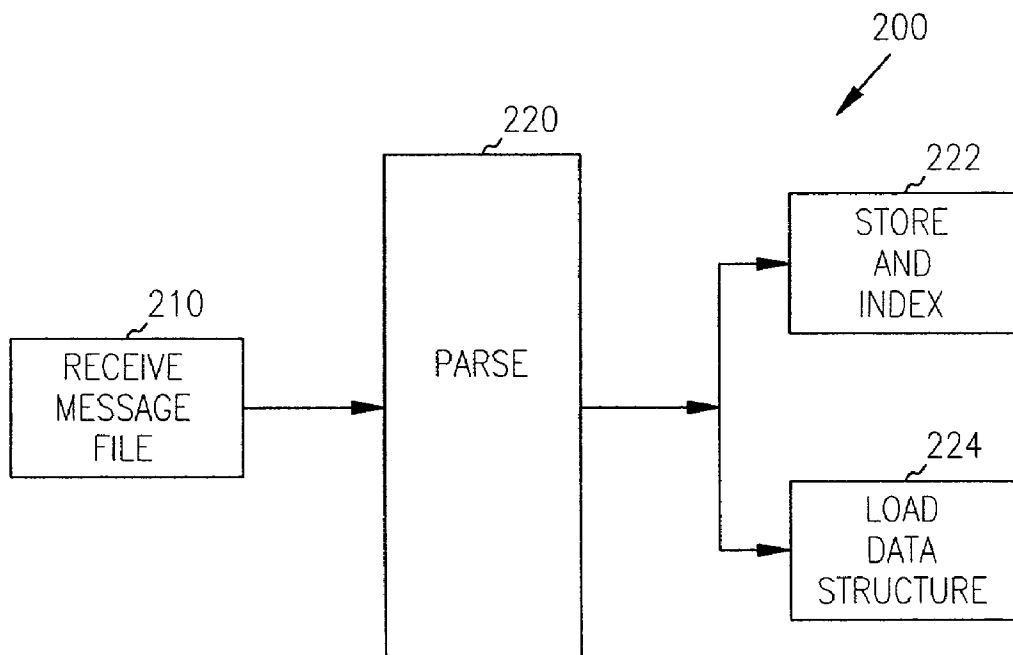 200
220
222
STORE
AND
INDEX
210
RECEIVE
MESSAGE
FILE
PARSE
224
LOAD
DATA
STRUCTURE